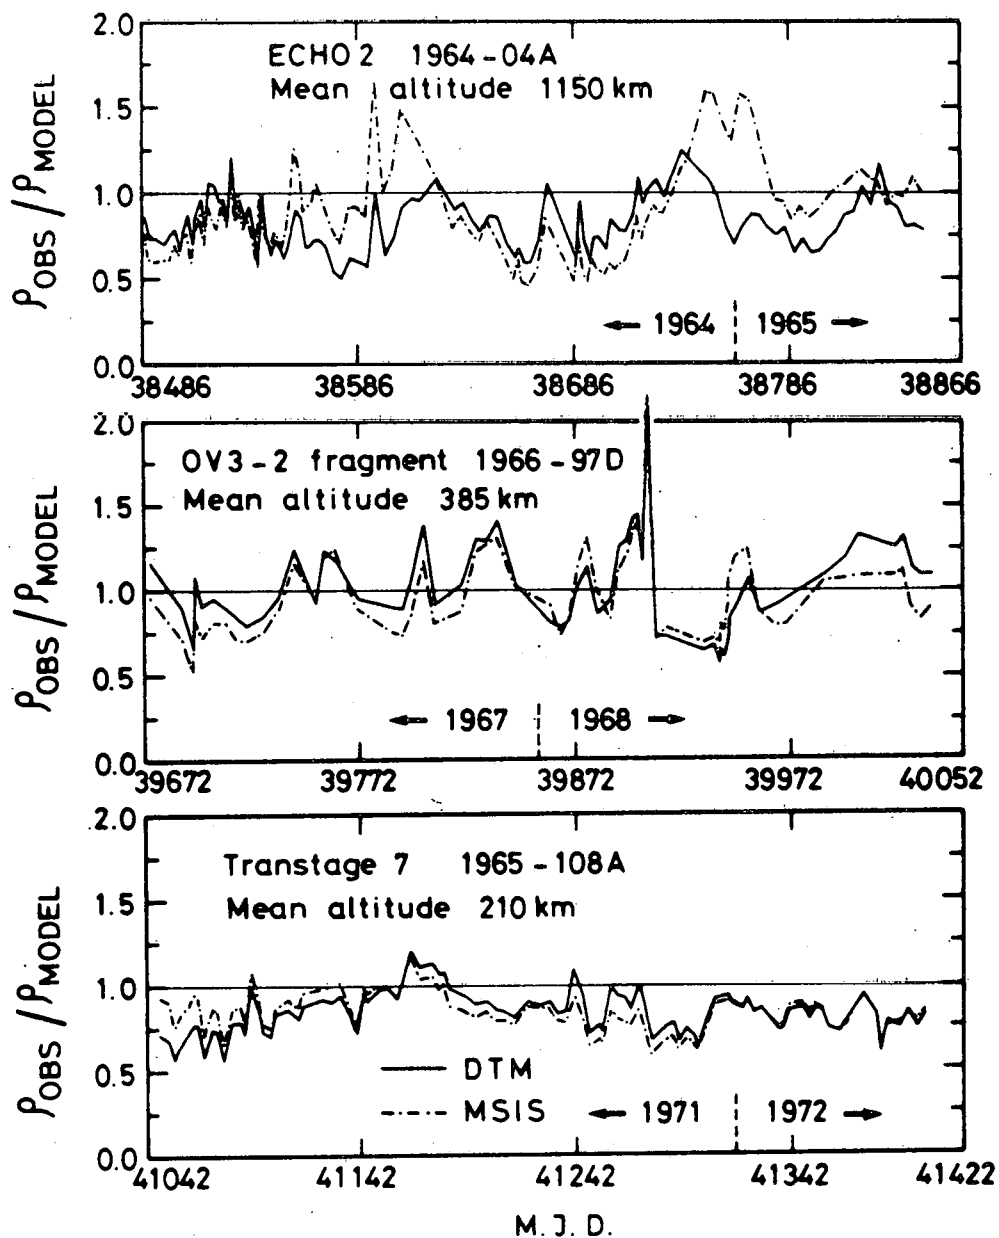 2.0
ECHO 2 1964-04A
Mean altitude 1150 km
1.5
1.0
0.5
0.0
ρOBS / ρMODEL
← 1964 1965 →
38486 38586 38686 38786 38866
2.0
OV3-2 fragment 1966-97D
Mean altitude 385 km
1.5
1.0
0.5
0.0
ρOBS / ρMODEL
← 1967 1968 →
39672 39772 39872 39972 40052
2.0
Transtage 7 1965-108A
Mean altitude 210 km
1.5
1.0
0.5
0.0
ρOBS / ρMODEL
DTM
MSIS
← 1971 1972 →
41042 41142 41242 41342 41422
M.J.D.